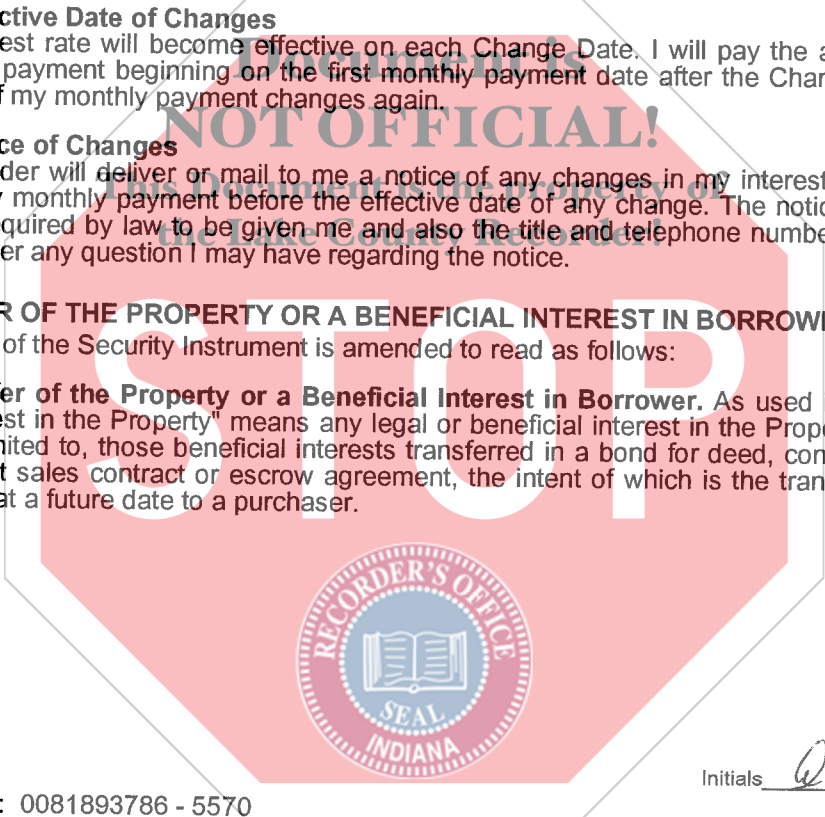 ctive Date of Changes
est rate will become effective on each Change Date. I will pay the a
payment beginning on the first monthly payment date after the Char
f my monthly payment changes again.
Document is
NOT OFFICIAL!
This Document is the property of
the Lake County Recorder!
ce of Changes
der will deliver or mail to me a notice of any changes in my interest
y monthly payment before the effective date of any change. The notic
quired by law to be given me and also the title and telephone numbe
er any question I may have regarding the notice.
R OF THE PROPERTY OR A BENEFICIAL INTEREST IN BORROWE
of the Security Instrument is amended to read as follows:
er of the Property or a Beneficial Interest in Borrower. As used
est in the Property" means any legal or beneficial interest in the Prope
nited to, those beneficial interests transferred in a bond for deed, con
t sales contract or escrow agreement, the intent of which is the tran
at a future date to a purchaser.
STOP
RECORDER'S OFFICE
SEAL
INDIANA
Initials
: 0081893786 - 5570